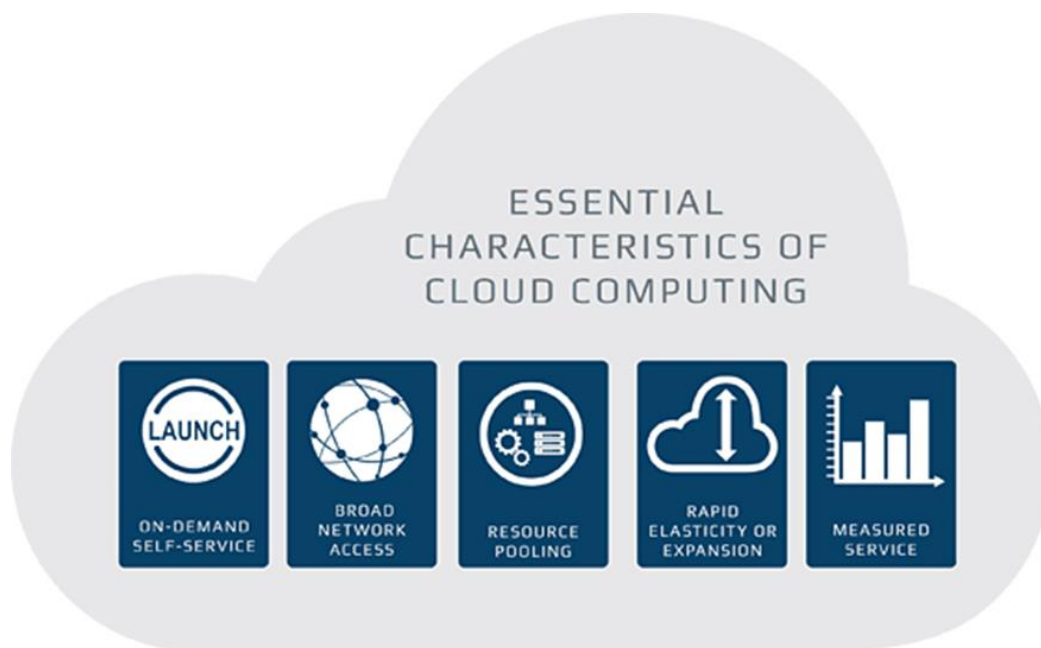 ESSENTIAL
CHARACTERISTICS OF
CLOUD COMPUTING
LAUNCH
ON-DEMAND
SELF-SERVICE
BROAD
NETWORK
ACCESS
RESOURCE
POOLING
RAPID
ELASTICITY OR
EXPANSION
MEASURED
SERVICE